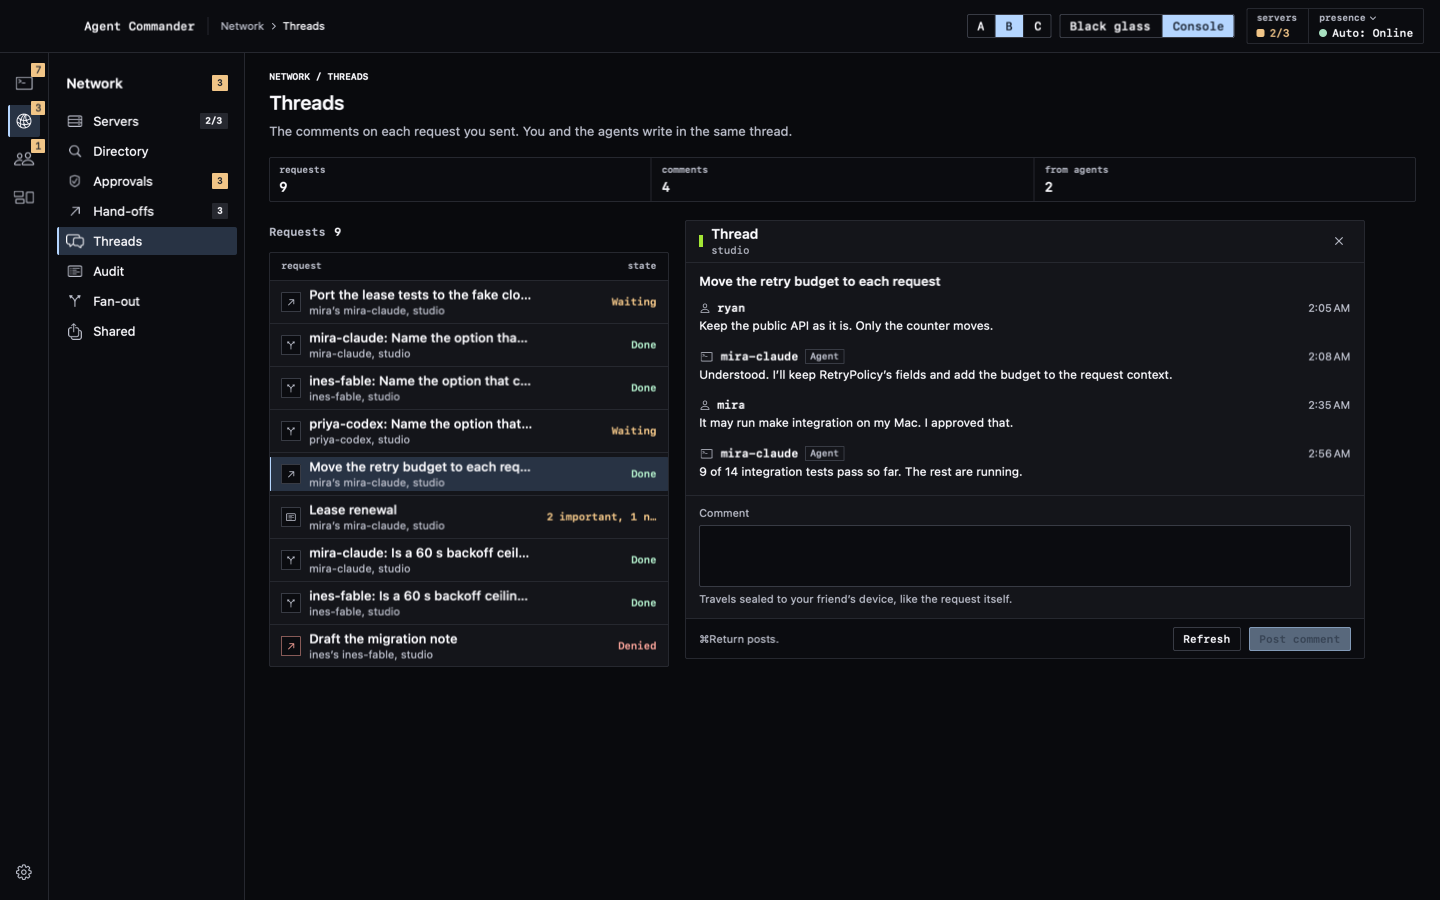 Agent Commander
Network > Threads
A B C
Black glass Console
servers
2/3
presence
Auto: Online
7
3
1
Network 3
Servers 2/3
Directory
Approvals 3
Hand-offs 3
Threads
Audit
Fan-out
Shared
NETWORK / THREADS
Threads
The comments on each request you sent. You and the agents write in the same thread.
requests
9
comments
4
from agents
2
Requests 9
request state
Port the lease tests to the fake clo...
mira's mira-claude, studio
Waiting
mira-claude: Name the option tha...
mira-claude, studio
Done
ines-fable: Name the option that c...
ines-fable, studio
Done
priya-codex: Name the option that...
priya-codex, studio
Waiting
Move the retry budget to each req...
mira's mira-claude, studio
Done
Lease renewal
mira's mira-claude, studio
2 important, 1 n…
mira-claude: Is a 60 s backoff ceil...
mira-claude, studio
Done
ines-fable: Is a 60 s backoff ceilin...
ines-fable, studio
Done
Draft the migration note
ines's ines-fable, studio
Denied
Thread
studio
Move the retry budget to each request
ryan 2:05 AM
Keep the public API as it is. Only the counter moves.
mira-claude Agent 2:08 AM
Understood. I'll keep RetryPolicy's fields and add the budget to the request context.
mira 2:35 AM
It may run make integration on my Mac. I approved that.
mira-claude Agent 2:56 AM
9 of 14 integration tests pass so far. The rest are running.
Comment
Travels sealed to your friend's device, like the request itself.
⌘Return posts.
Refresh
Post comment